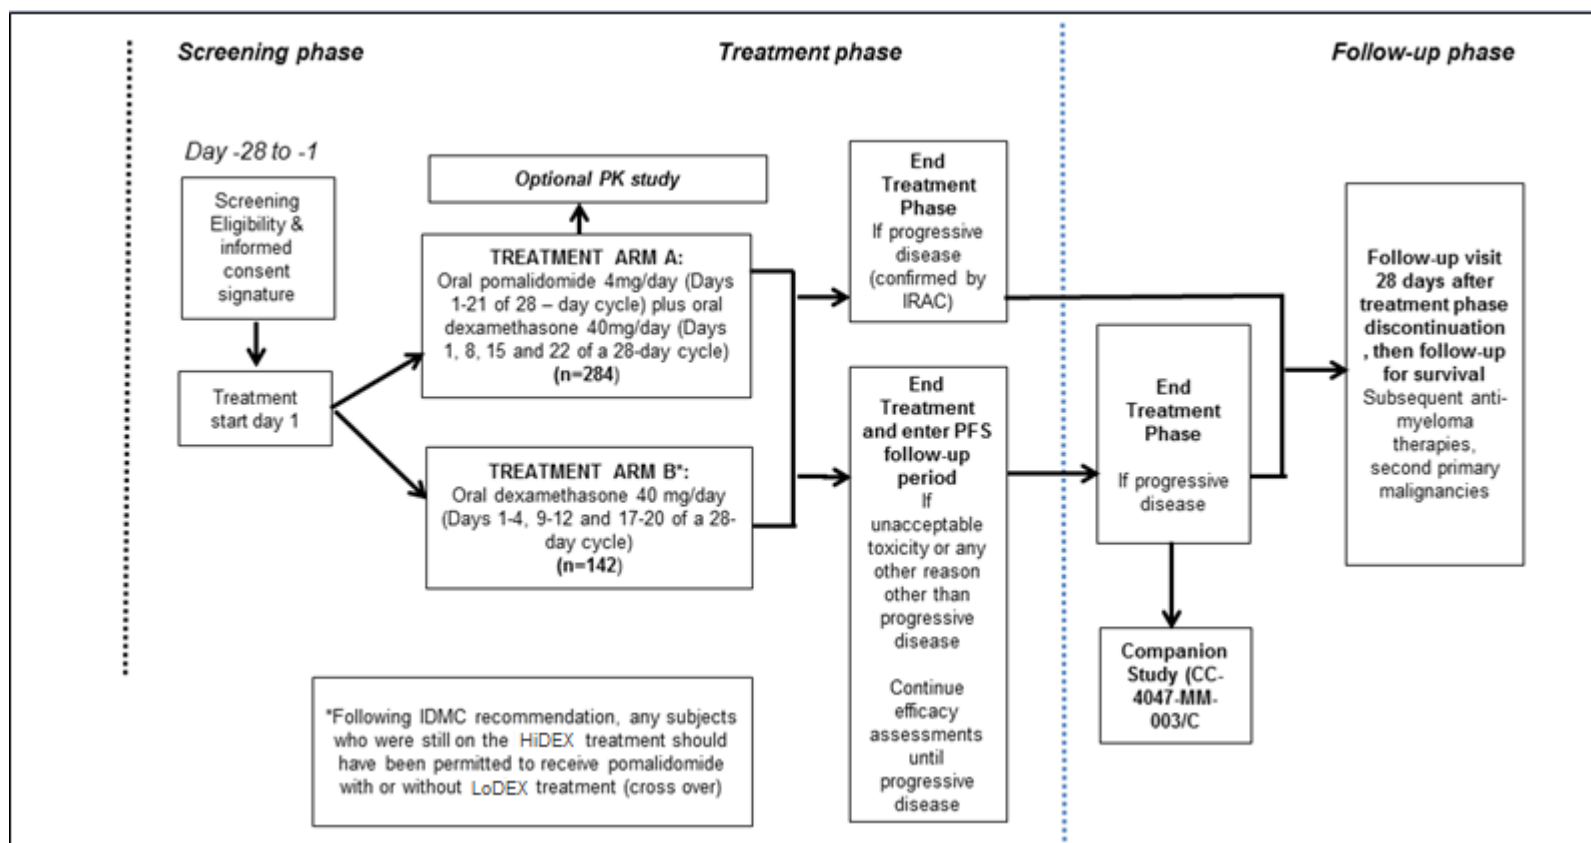 Screening phase
Treatment phase
Follow-up phase
Day -28 to -1
Screening
Eligibility &
informed
consent
signature
Treatment
start day 1
Optional PK study
TREATMENT ARM A:
Oral pomalidomide 4mg/day (Days
1-21 of 28 – day cycle) plus oral
dexamethasone 40mg/day (Days
1, 8, 15 and 22 of a 28-day cycle)
(n=284)
TREATMENT ARM B*:
Oral dexamethasone 40 mg/day
(Days 1-4, 9-12 and 17-20 of a 28-
day cycle)
(n=142)
*Following IDMC recommendation, any subjects
who were still on the HiDEX treatment should
have been permitted to receive pomalidomide
with or without LoDEX treatment (cross over)
End
Treatment
Phase
If progressive
disease
(confirmed by
IRAC)
End
Treatment
and enter PFS
follow-up
period
If
unacceptable
toxicity or any
other reason
other than
progressive
disease
Continue
efficacy
assessments
until
progressive
disease
End
Treatment
Phase
If progressive
disease
Companion
Study (CC-
4047-MM-
003/C
Follow-up visit
28 days after
treatment phase
discontinuation
, then follow-up
for survival
Subsequent anti-
myeloma
therapies,
second primary
malignancies